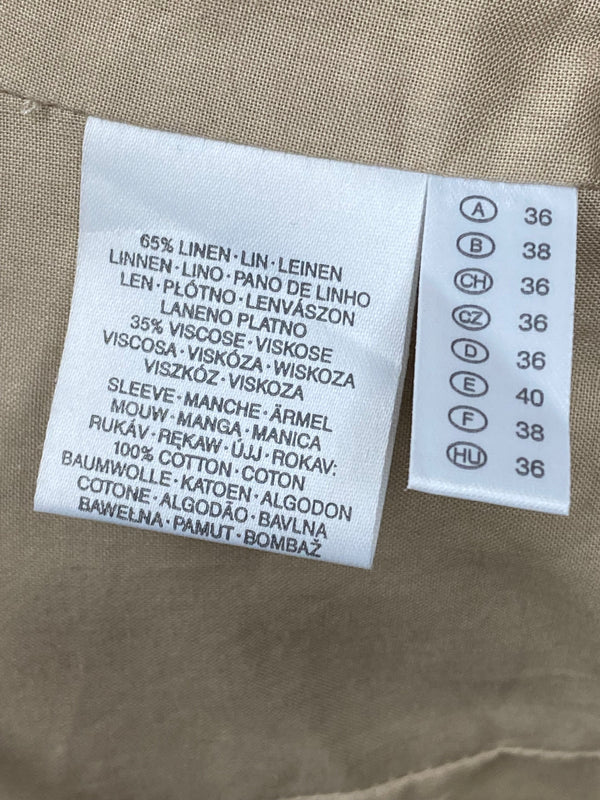 65% LINEN·LIN·LEINEN
LINNEN·LINO·PANO DE LINHO
LEN·PŁÓTNO·LENVÁSZON
LANENO PLATNO
35% VISCOSE·VISKOSE
VISCOSA·VISKÓZA·WISKOZA
VISZKÓZ·VISKOZA
SLEEVE·MANCHE·ÄRMEL
MOUW·MANGA·MANICA
RUKÁV·RĘKAW·ÚJJ·ROKAV:
100% COTTON·COTON
BAUMWOLLE·KATOEN·ALGODON
COTONE·ALGODÃO·BAVLNA
BAWEŁNA·PAMUT·BOMBAŽ
A 36
B 38
CH 36
CZ 36
D 36
E 40
F 38
HU 36